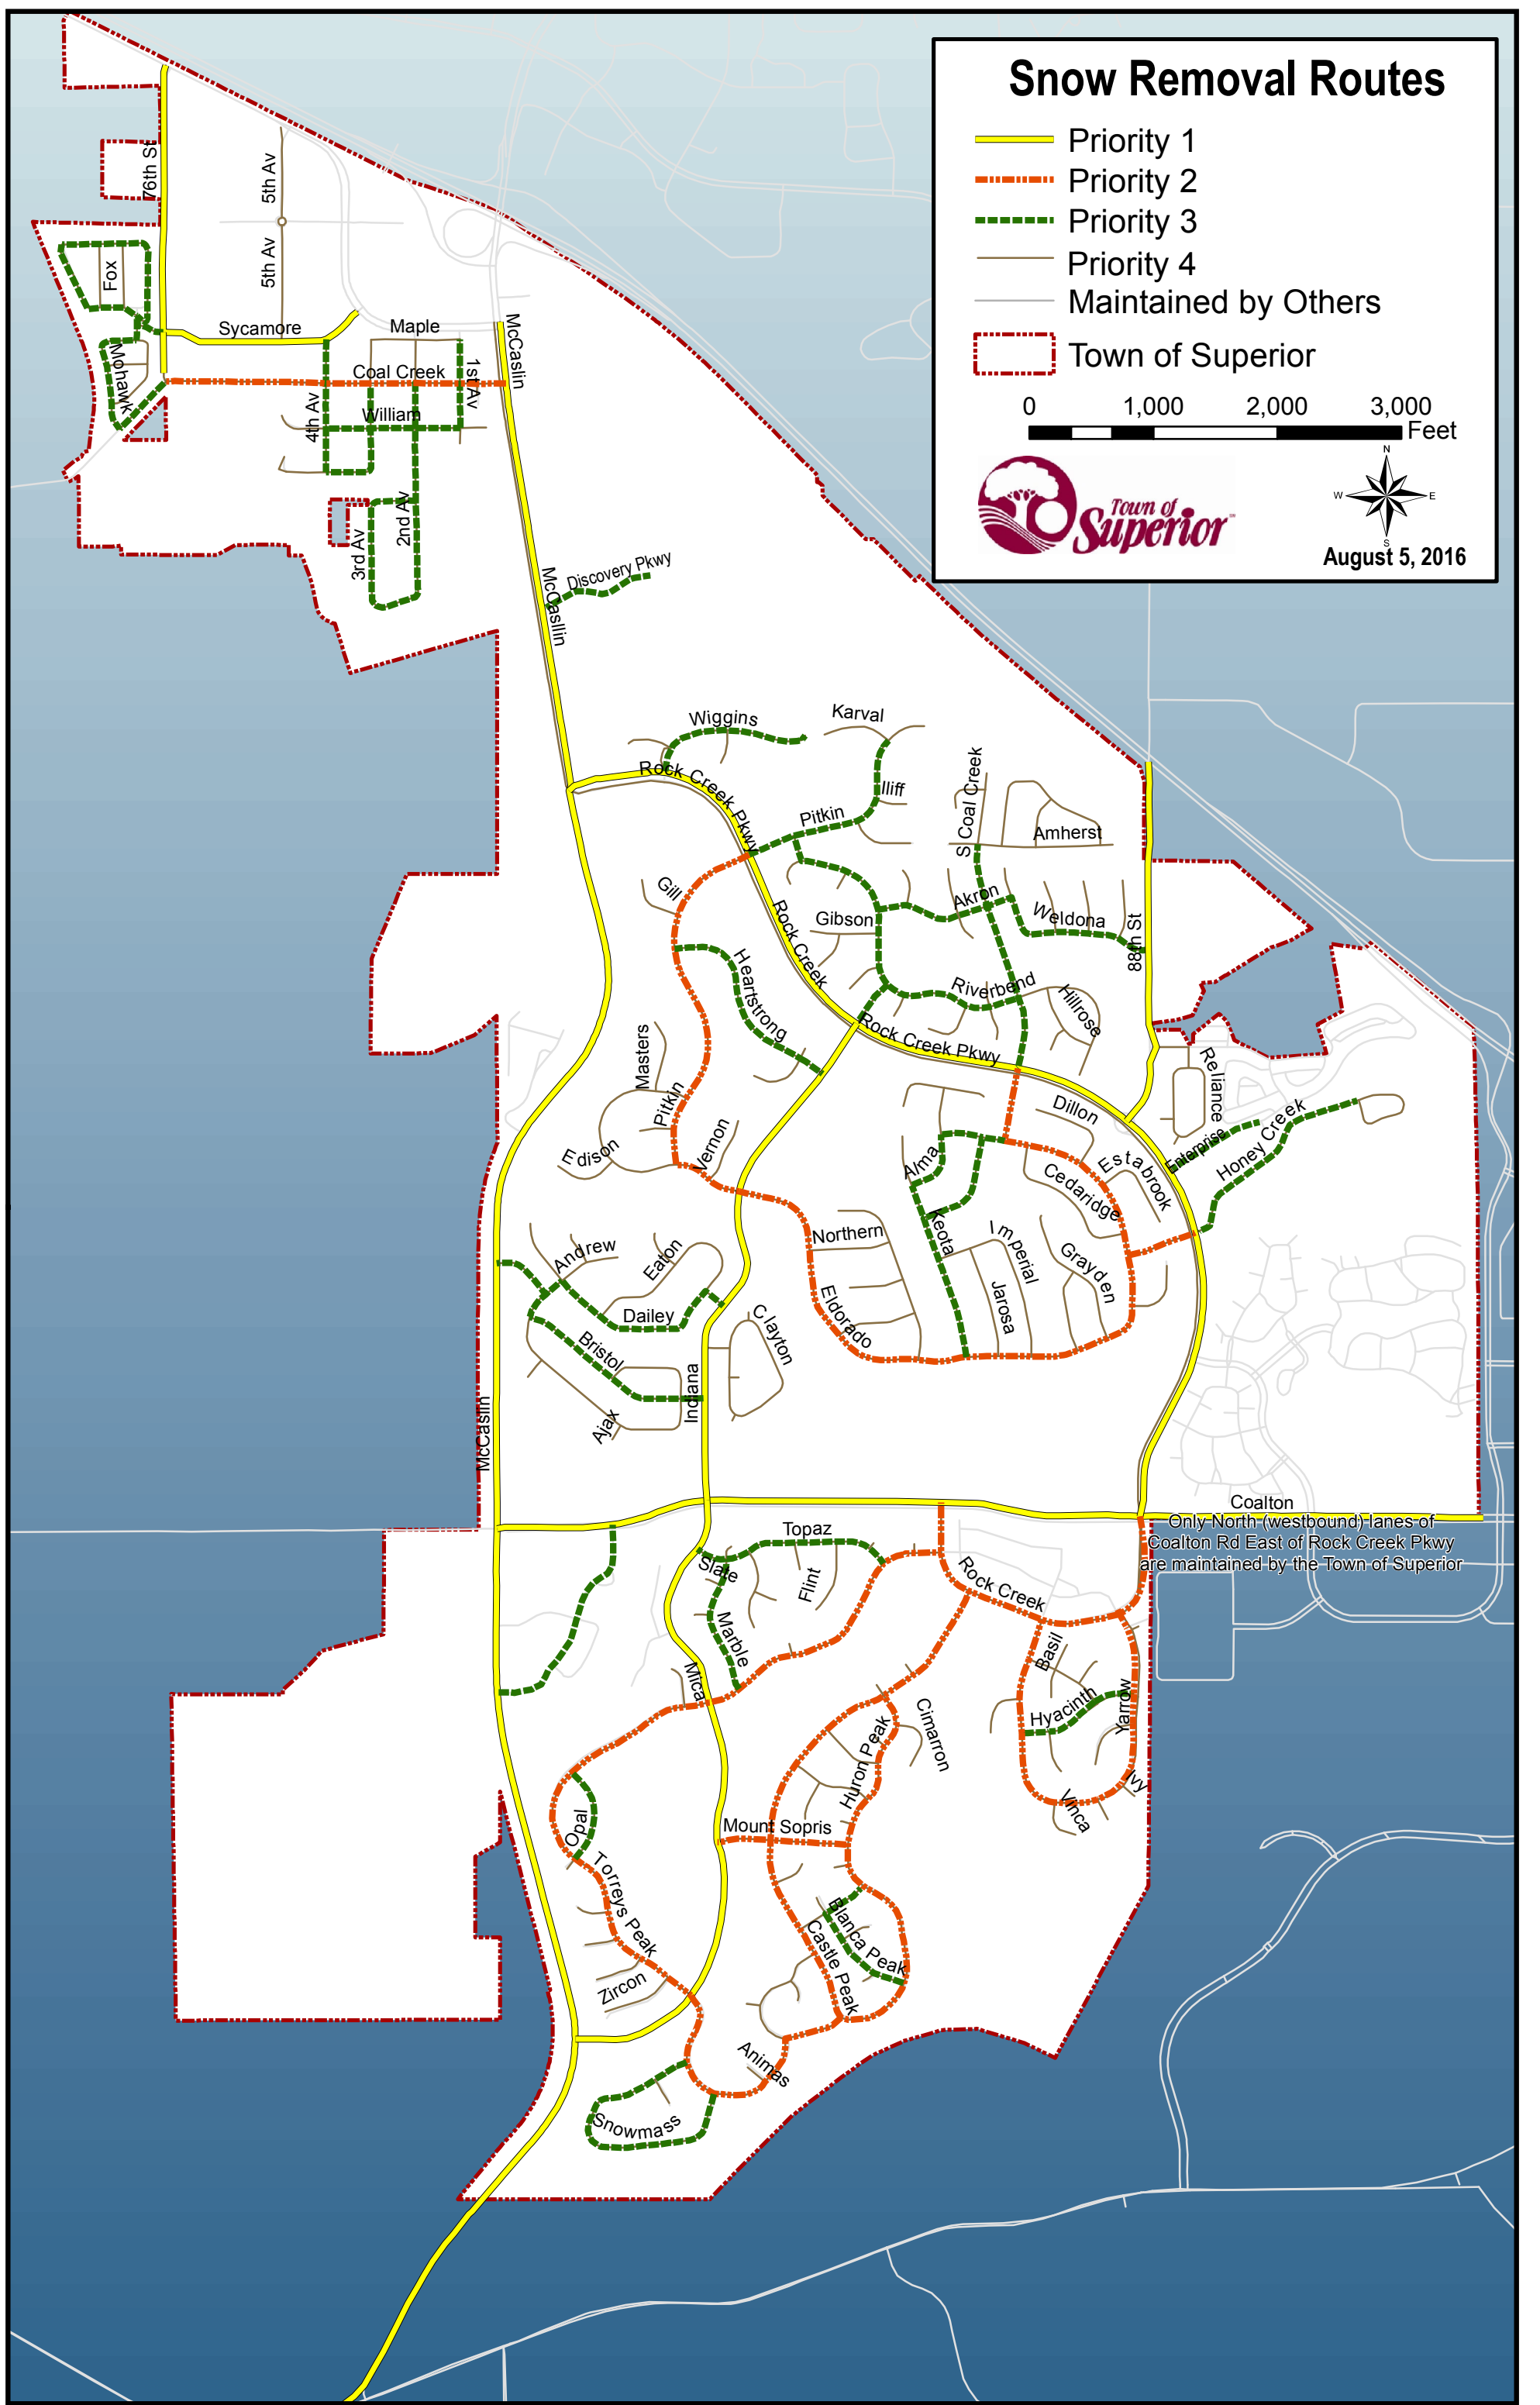 Snow Removal Routes
Priority 1
Priority 2
Priority 3
Priority 4
Maintained by Others
Town of Superior
0 1,000 2,000 3,000
Feet
Town of
Superior
N
W E
S
August 5, 2016
76th St
5th Av
5th Av
Fox
Sycamore
Maple
McCaslin
Mohawk
Coal Creek
1st Av
4th Av
William
2nd Av
3rd Av
McCasllin
Discovery Pkwy
Wiggins
Karval
Rock Creek Pkwy
Iliff
S Coal Creek
Pitkin
Amherst
Gill
Akron
Gibson
Weldona
Rock Creek
88th St
Heartstrong
Riverbend
Hillrose
Rock Creek Pkwy
Masters
Reliance
Pitkin
Dillon
Vernon
Edison
Alma
Estabrook
Enterprise
Honey Creek
Cedaridge
Keota
Northern
Imperial
Andrew
Eaton
Grayden
Jarosa
Eldorado
Dailey
Clayton
Bristol
Indiana
Ajax
McCaslin
Coalton
Only North (westbound) lanes of
Coalton Rd East of Rock Creek Pkwy
are maintained by the Town of Superior
Topaz
Slate
Flint
Rock Creek
Marble
Basil
Mica
Hyacinth
Yarrow
Cimarron
Huron Peak
Ivy
Vinca
Opal
Mount Sopris
Torreys Peak
Blanca Peak
Castle Peak
Zircon
Animas
Snowmass